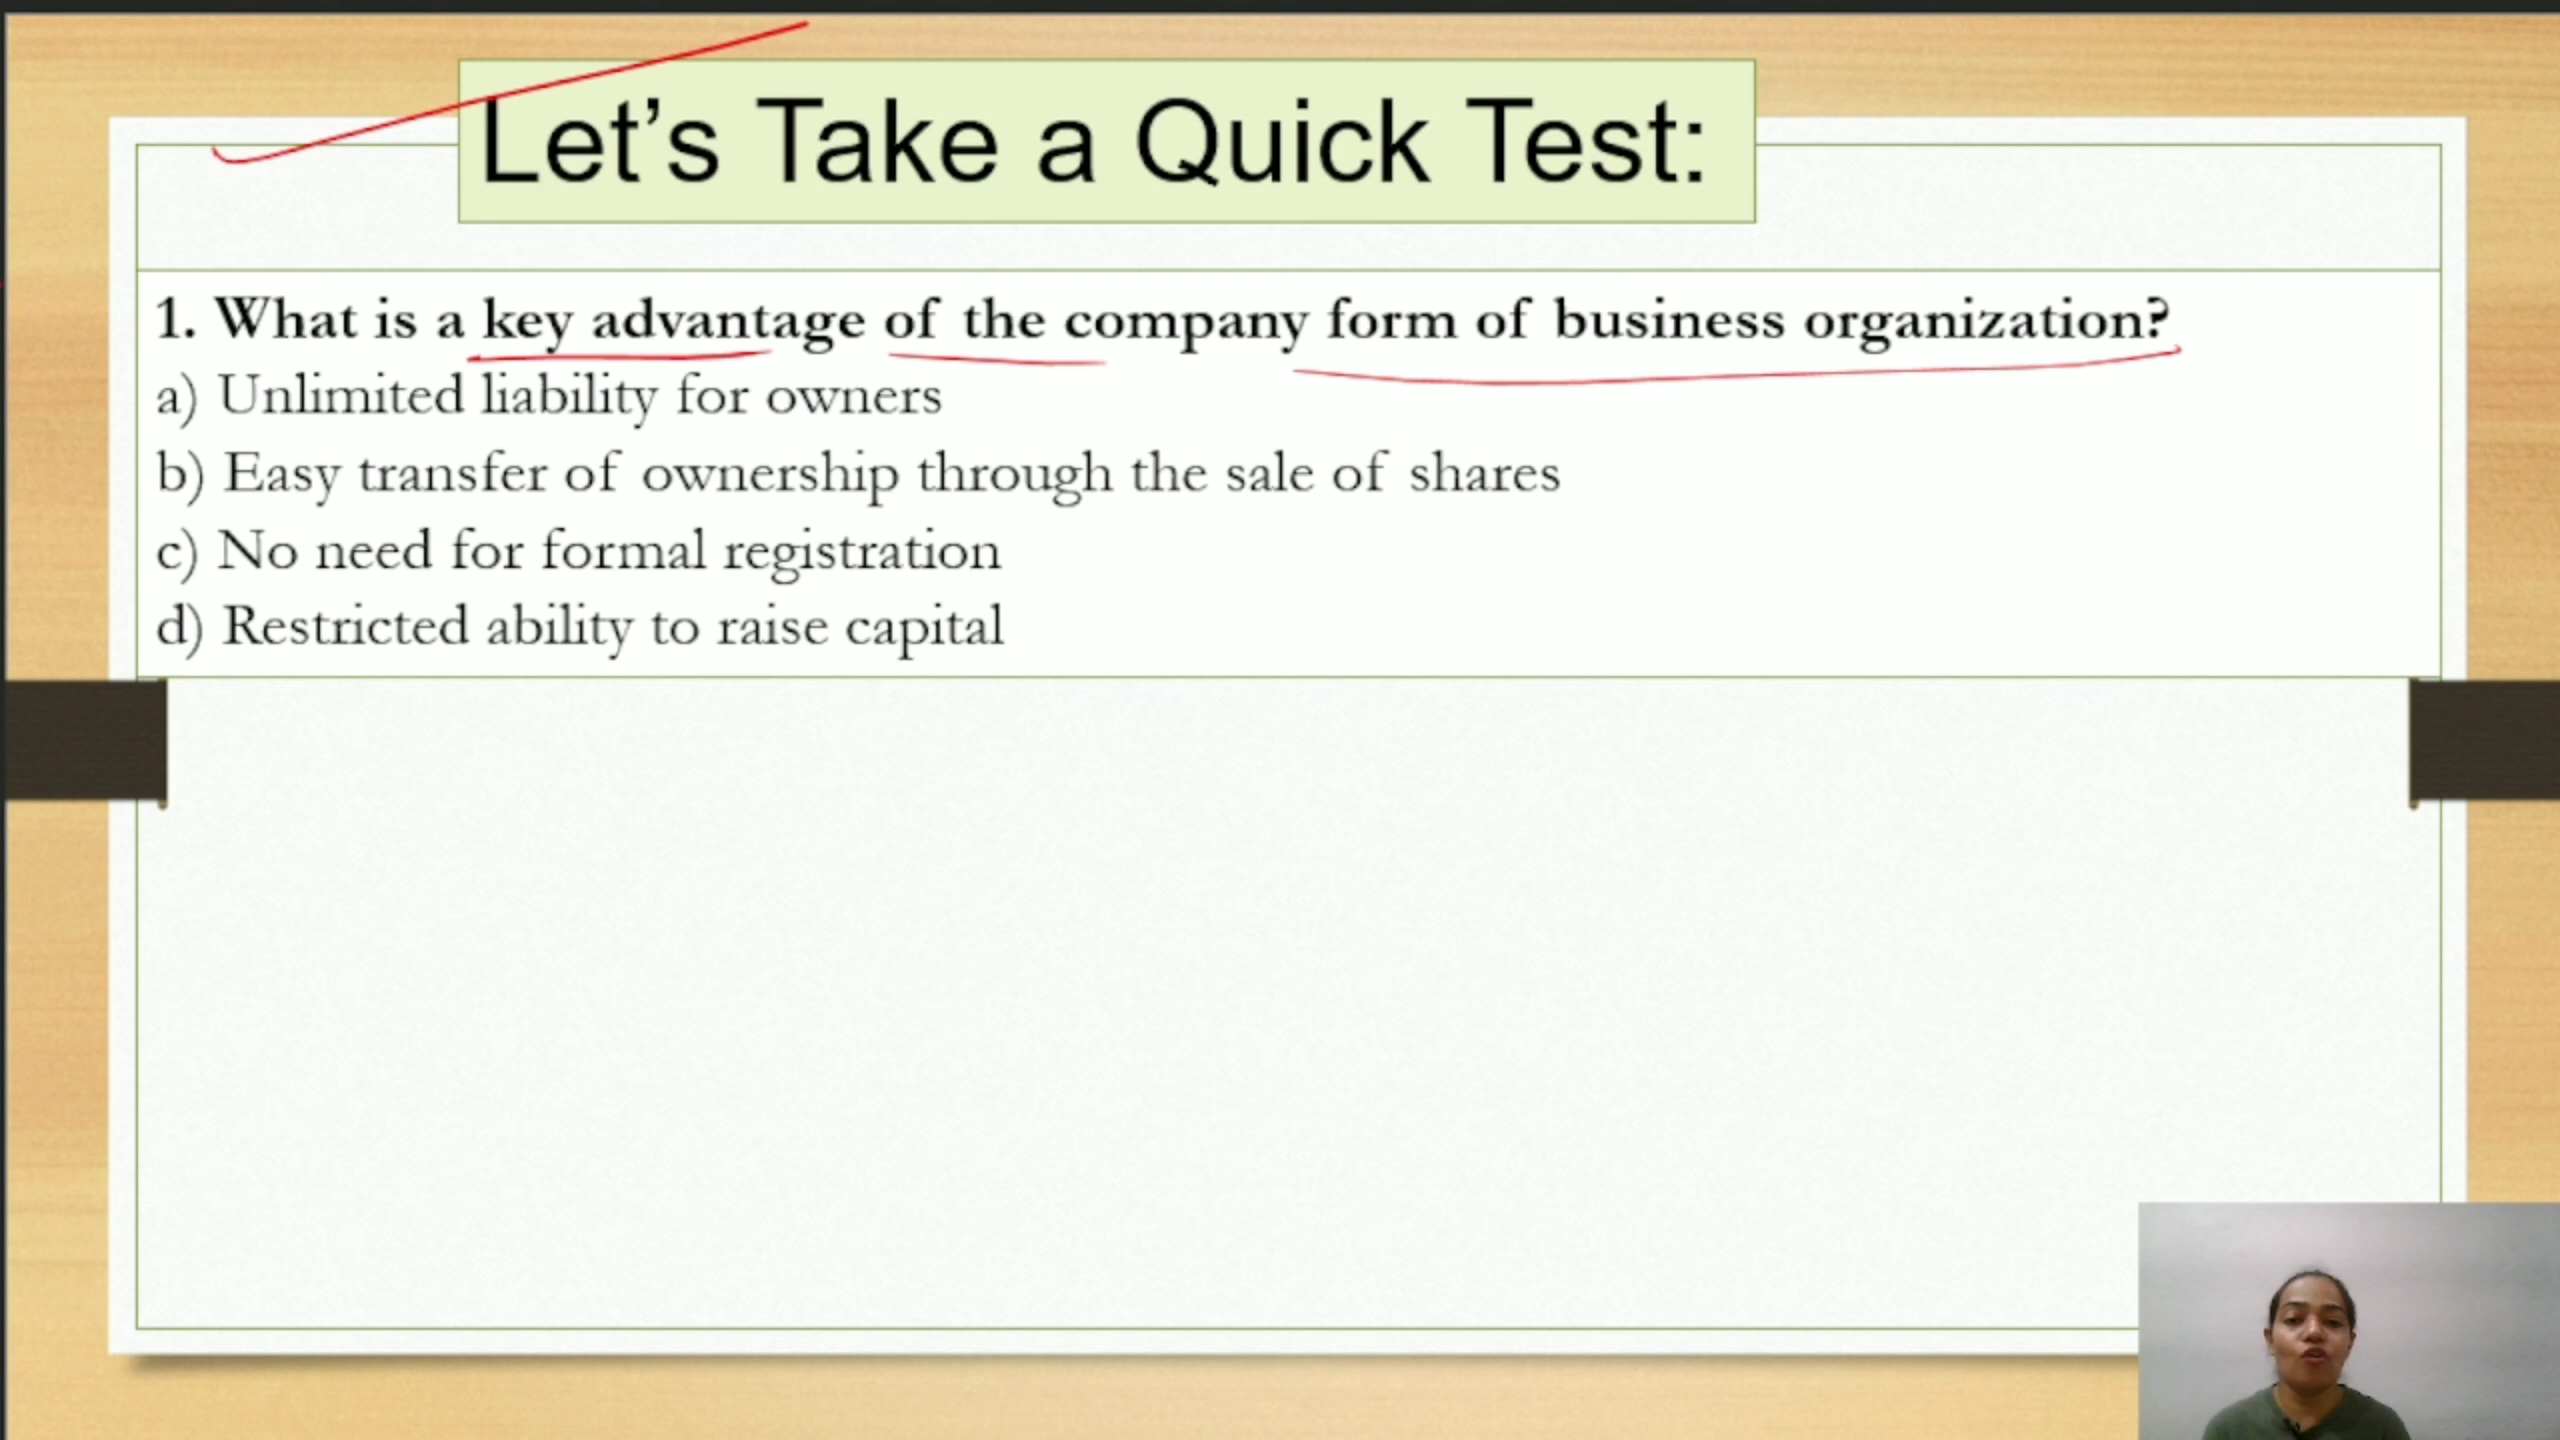 Let’s Take a Quick Test:
1. What is a key advantage of the company form of business organization?
a) Unlimited liability for owners
b) Easy transfer of ownership through the sale of shares
c) No need for formal registration
d) Restricted ability to raise capital